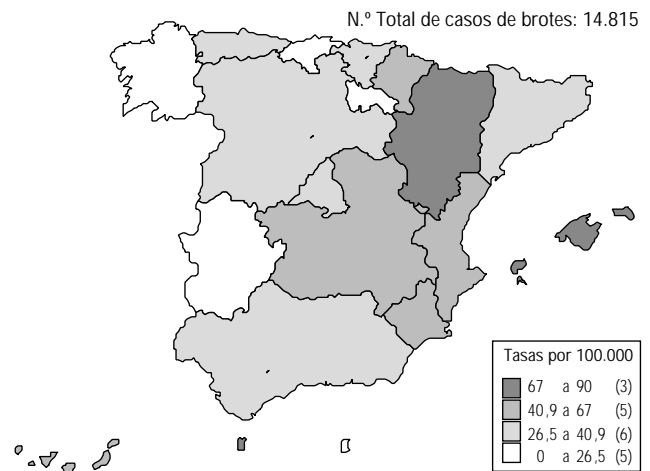 N.º Total de casos de brotes: 14.815
Tasas por 100.000
67 a 90 (3)
40,9 a 67 (5)
26,5 a 40,9 (6)
0 a 26,5 (5)